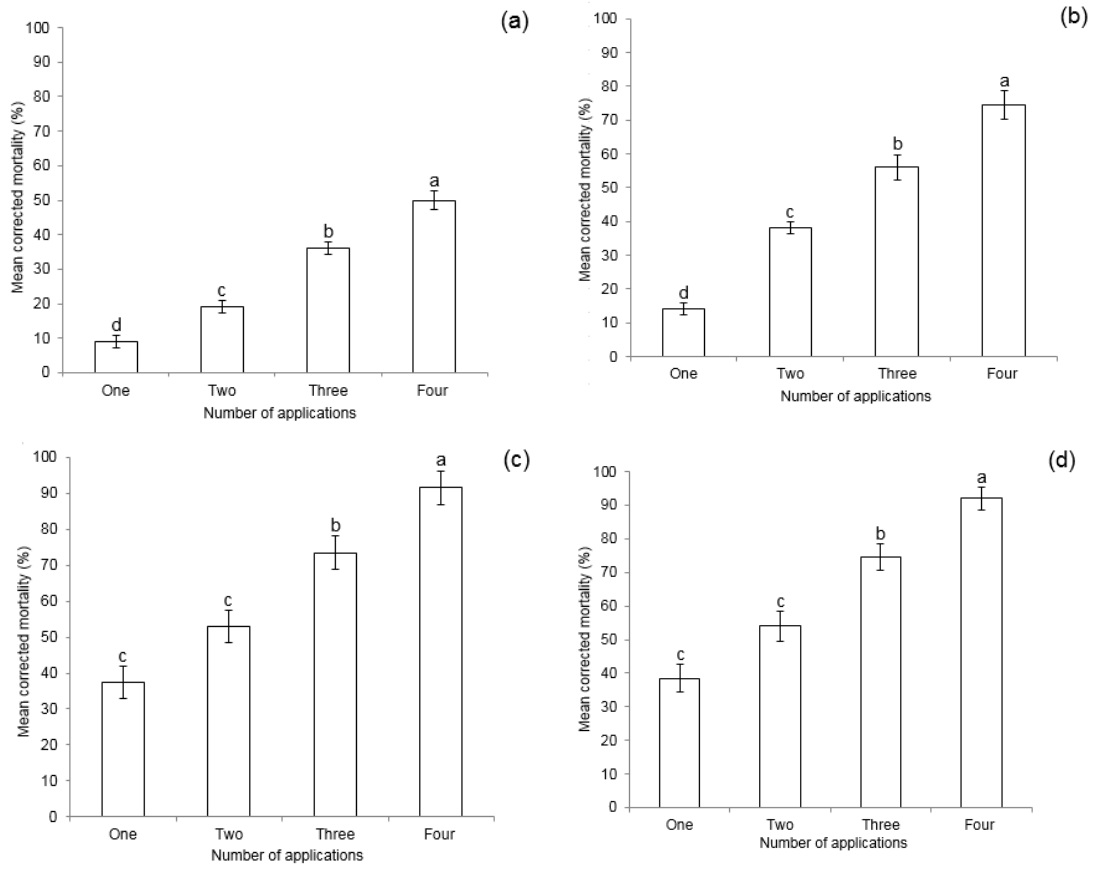 (a)
Mean corrected mortality (%)
100
90
80
70
60
50
40
30
20
10
0
d
c
b
a
One Two Three Four
Number of applications
(b)
Mean corrected mortality (%)
100
90
80
70
60
50
40
30
20
10
0
d
c
b
a
One Two Three Four
Number of applications
(c)
Mean corrected mortality (%)
100
90
80
70
60
50
40
30
20
10
0
c
c
b
a
One Two Three Four
Number of applications
(d)
Mean corrected mortality (%)
100
90
80
70
60
50
40
30
20
10
0
c
c
b
a
One Two Three Four
Number of applications